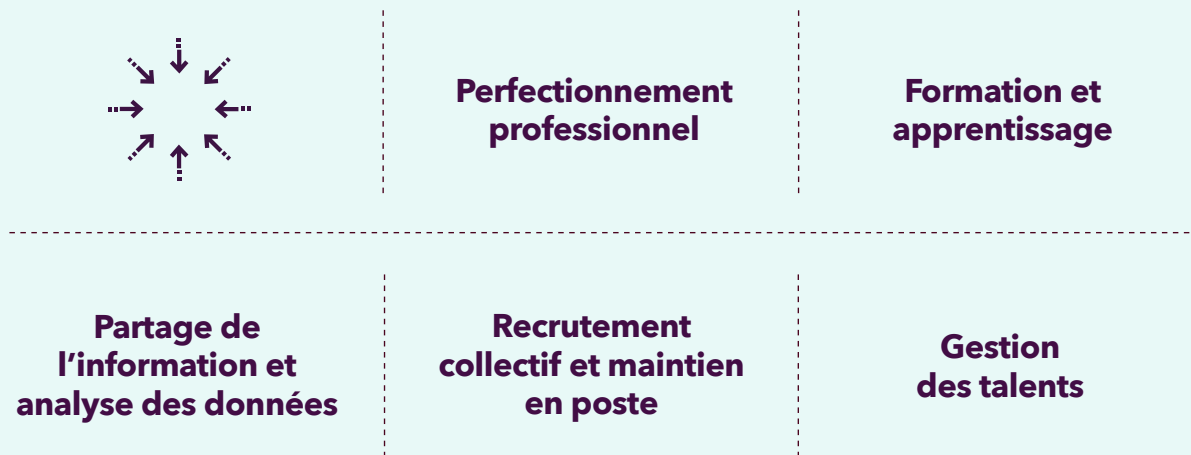 Perfectionnement
professionnel
Formation et
apprentissage
Partage de
l’information et
analyse des données
Recrutement
collectif et maintien
en poste
Gestion
des talents